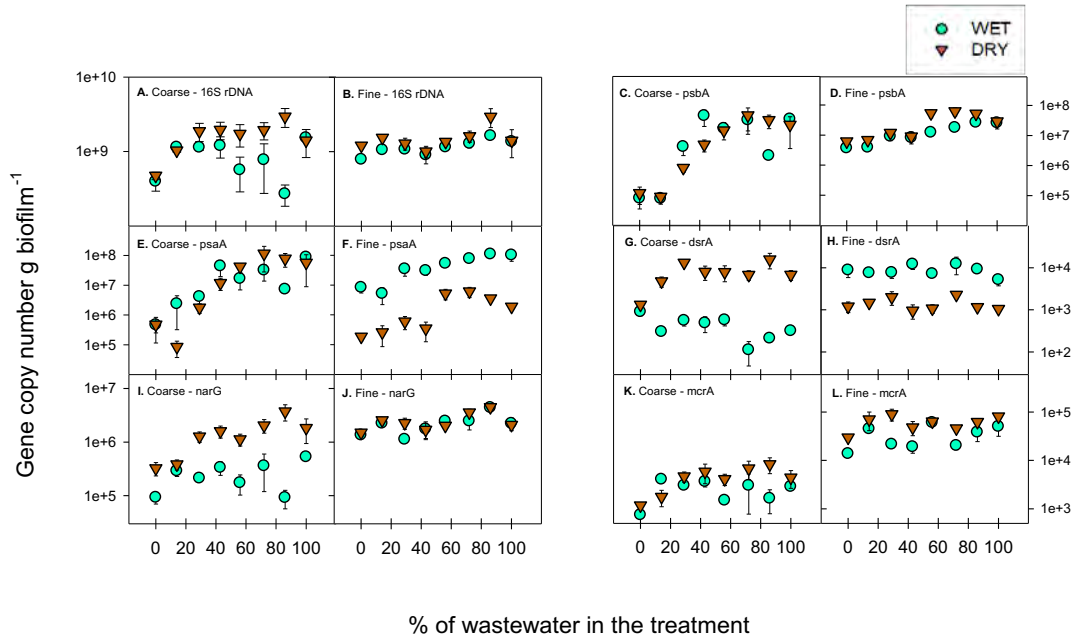 WET
DRY
Gene copy number g biofilm-1
1e+10
1e+9
A. Coarse - 16S rDNA
B. Fine - 16S rDNA
C. Coarse - psbA
D. Fine - psbA
1e+8
1e+7
1e+6
1e+5
1e+8
1e+7
1e+6
1e+5
E. Coarse - psaA
F. Fine - psaA
G. Coarse - dsrA
H. Fine - dsrA
1e+4
1e+3
1e+2
1e+7
1e+6
1e+5
I. Coarse - narG
J. Fine - narG
K. Coarse - mcrA
L. Fine - mcrA
1e+5
1e+4
1e+3
0 20 40 60 80 100 0 20 40 60 80 100 0 20 40 60 80 100 0 20 40 60 80 100
% of wastewater in the treatment